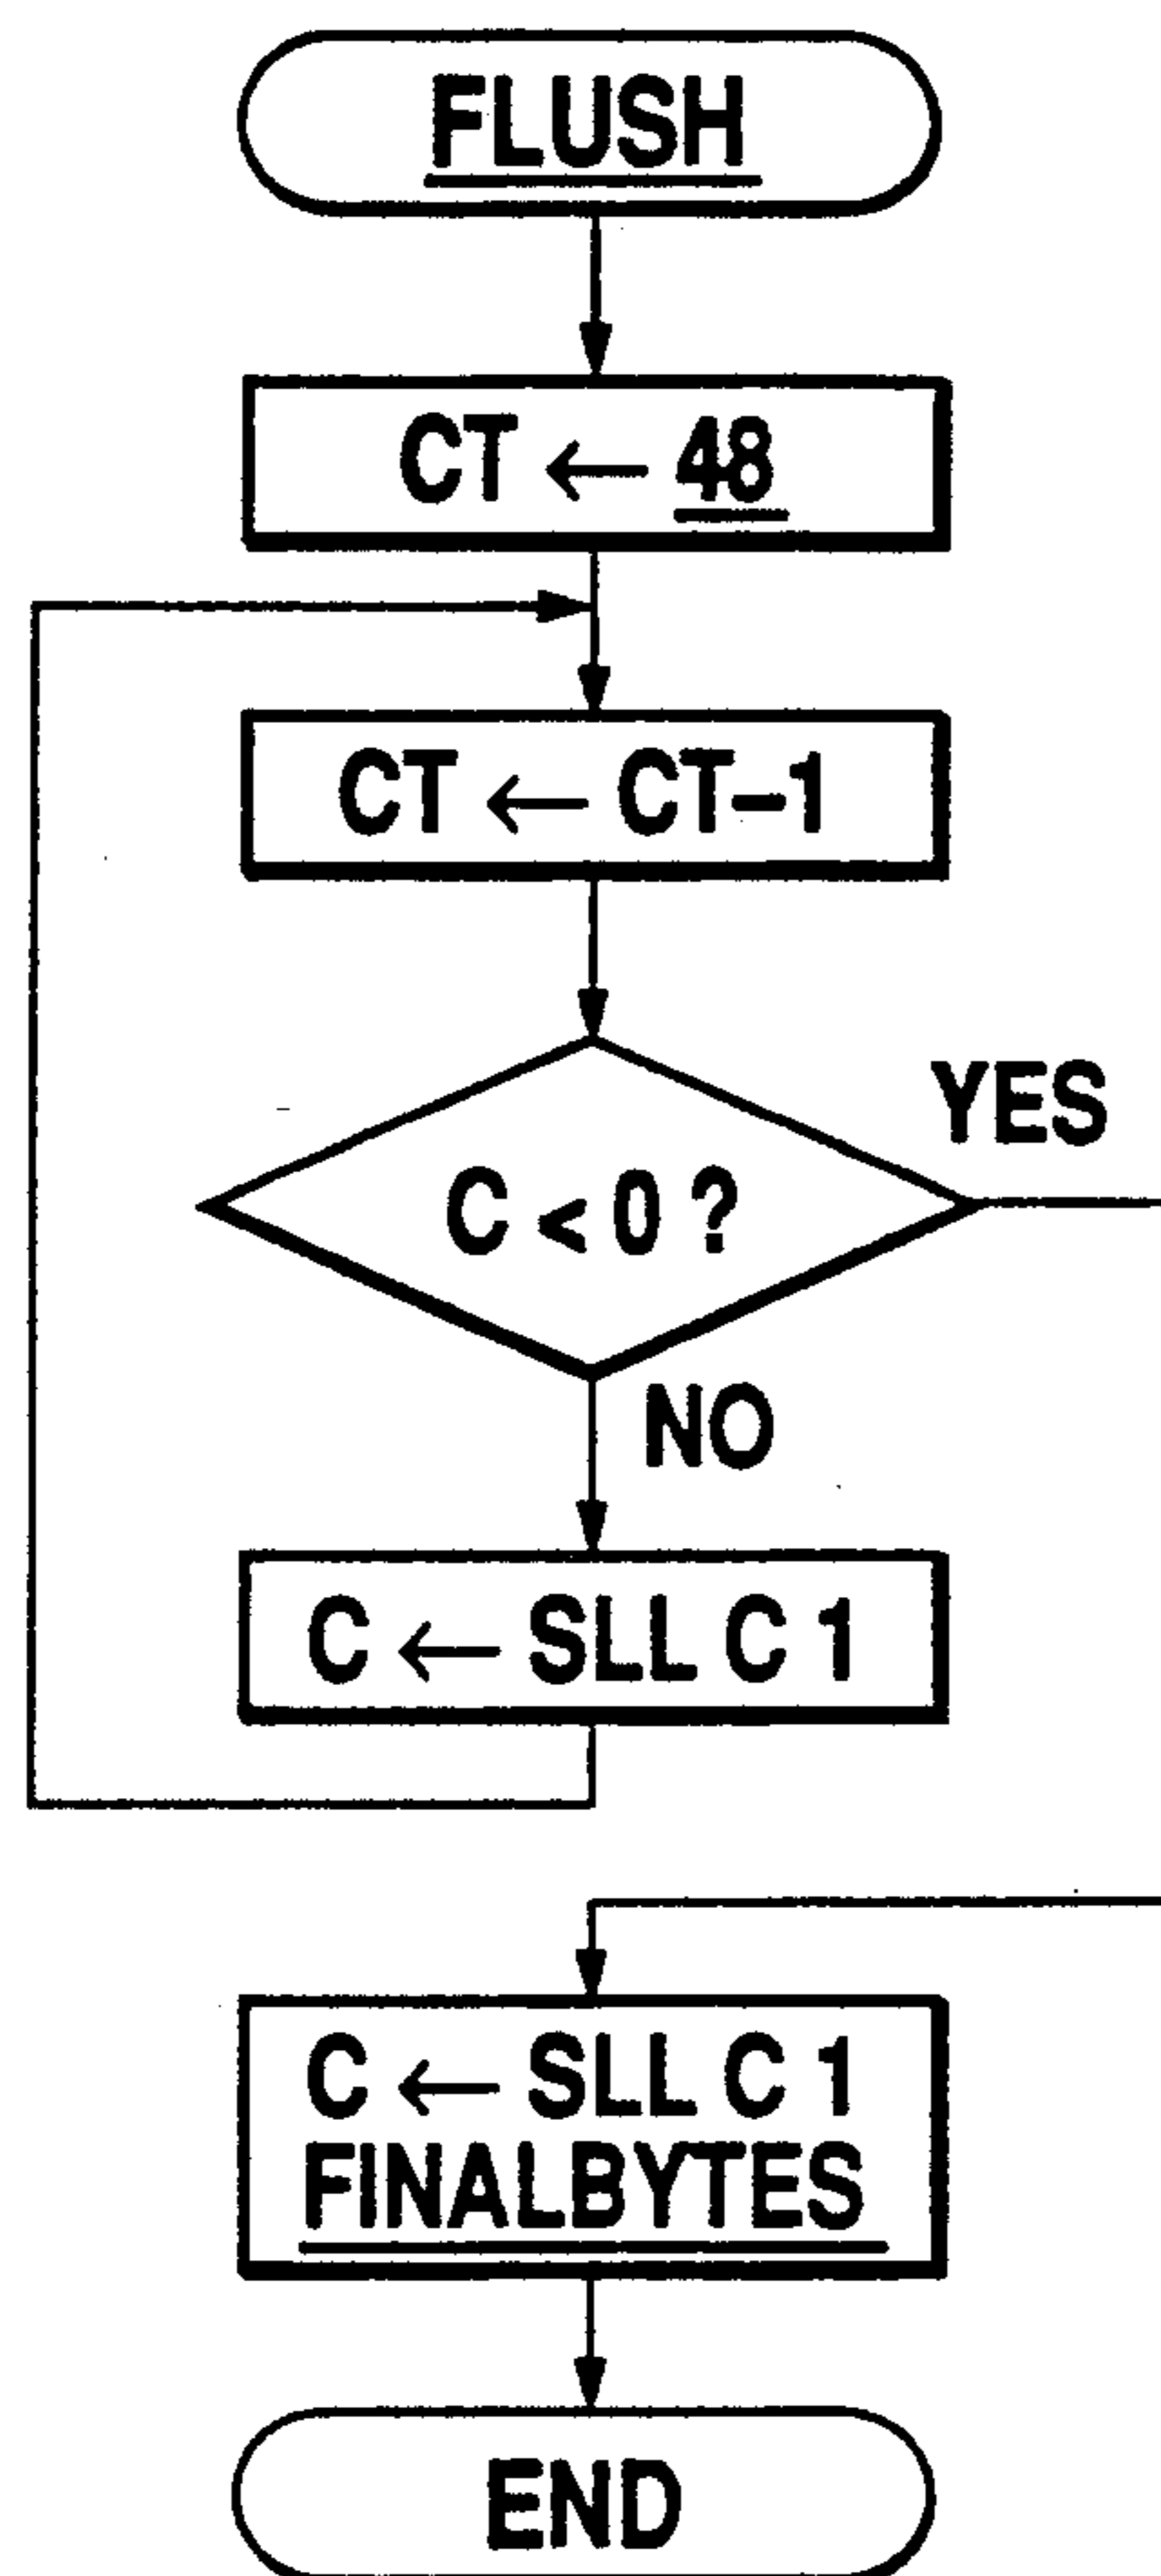 FLUSH
CT ← 48
CT ← CT–1
C < 0 ?
YES
NO
C ← SLL C 1
C ← SLL C 1
FINALBYTES
END